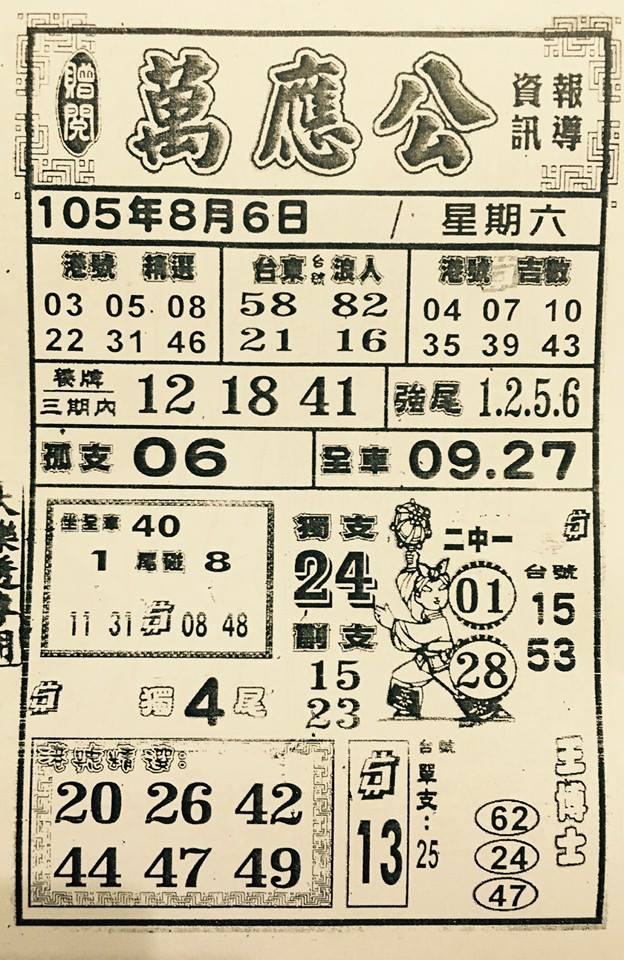 贈閱
萬應公
資訊
報導
105年8月6日 / 星期六
港號 精選
03 05 08
22 31 46
台東 台號 浪人
58 82
21 16
港號 吉數
04 07 10
35 39 43
養牌
三期內
12 18 41
強尾 1.2.5.6
孤支 06
全車 09.27
坐全車 40
1 尾碰 8
11 31 08 48
獨支
24
副支
15
23
二中一
01
28
台號
15
53
獨 4 尾
港號精選:
20 26 42
44 47 49
13
台號
單支:
25
王博士
62
24
47